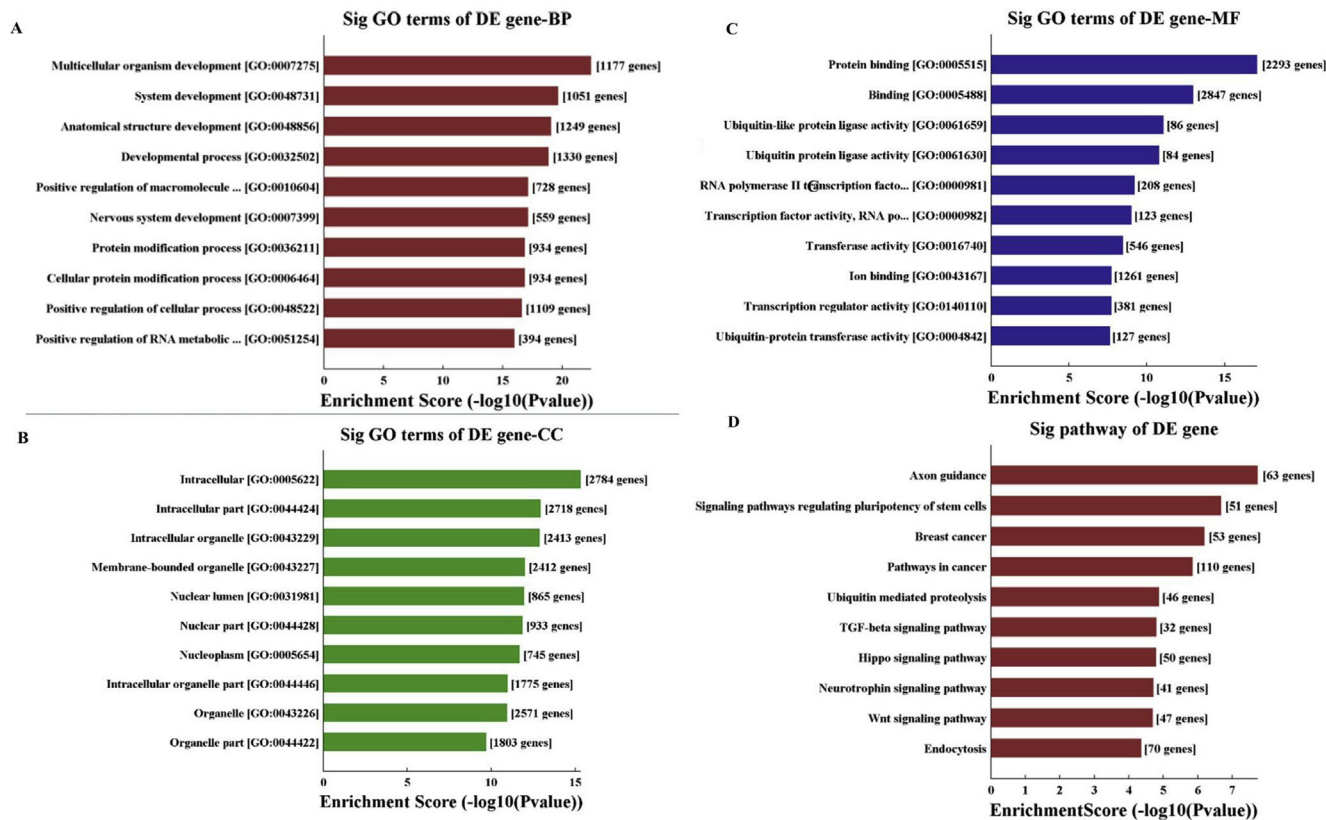 A
Sig GO terms of DE gene-BP
Multicellular organism development [GO:0007275] [1177 genes]
System development [GO:0048731] [1051 genes]
Anatomical structure development [GO:0048856] [1249 genes]
Developmental process [GO:0032502] [1330 genes]
Positive regulation of macromolecule ... [GO:0010604] [728 genes]
Nervous system development [GO:0007399] [559 genes]
Protein modification process [GO:0036211] [934 genes]
Cellular protein modification process [GO:0006464] [934 genes]
Positive regulation of cellular process [GO:0048522] [1109 genes]
Positive regulation of RNA metabolic ... [GO:0051254] [394 genes]
0 5 10 15 20
Enrichment Score (-log10(Pvalue))
B
Sig GO terms of DE gene-CC
Intracellular [GO:0005622] [2784 genes]
Intracellular part [GO:0044424] [2718 genes]
Intracellular organelle [GO:0043229] [2413 genes]
Membrane-bounded organelle [GO:0043227] [2412 genes]
Nuclear lumen [GO:0031981] [865 genes]
Nuclear part [GO:0044428] [933 genes]
Nucleoplasm [GO:0005654] [745 genes]
Intracellular organelle part [GO:0044446] [1775 genes]
Organelle [GO:0043226] [2571 genes]
Organelle part [GO:0044422] [1803 genes]
0 5 10 15
Enrichment Score (-log10(Pvalue))
C
Sig GO terms of DE gene-MF
Protein binding [GO:0005515] [2293 genes]
Binding [GO:0005488] [2847 genes]
Ubiquitin-like protein ligase activity [GO:0061659] [86 genes]
Ubiquitin protein ligase activity [GO:0061630] [84 genes]
RNA polymerase II facto... [GO:0000981] [208 genes]
Transcription factor activity, RNA po... [GO:0000982] [123 genes]
Transferase activity [GO:0016740] [546 genes]
Ion binding [GO:0043167] [1261 genes]
Transcription regulator activity [GO:0140110] [381 genes]
Ubiquitin-protein transferase activity [GO:0004842] [127 genes]
0 5 10 15
Enrichment Score (-log10(Pvalue))
D
Sig pathway of DE gene
Axon guidance [63 genes]
Signaling pathways regulating pluripotency of stem cells [51 genes]
Breast cancer [53 genes]
Pathways in cancer [110 genes]
Ubiquitin mediated proteolysis [46 genes]
TGF-beta signaling pathway [32 genes]
Hippo signaling pathway [50 genes]
Neurotrophin signaling pathway [41 genes]
Wnt signaling pathway [47 genes]
Endocytosis [70 genes]
0 1 2 3 4 5 6 7
EnrichmentScore (-log10(Pvalue))